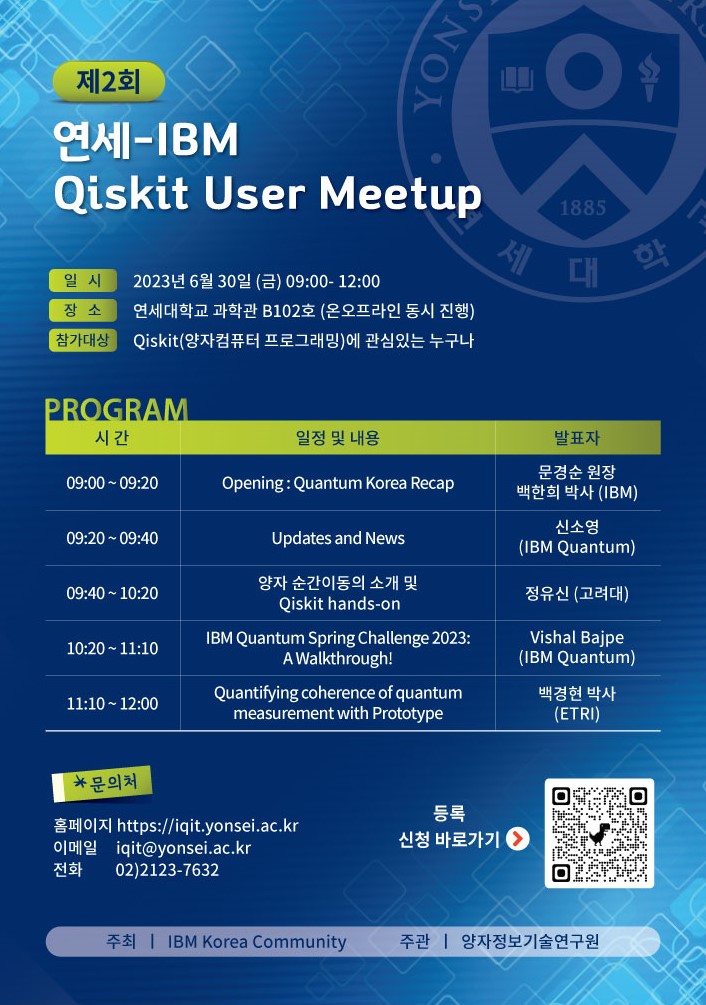 제2회
연세-IBM
Qiskit User Meetup
일 시 2023년 6월 30일 (금) 09:00- 12:00
장 소 연세대학교 과학관 B102호 (온오프라인 동시 진행)
참가대상 Qiskit(양자컴퓨터 프로그래밍)에 관심있는 누구나
PROGRAM
시 간 일정 및 내용 발표자
09:00 ~ 09:20 Opening : Quantum Korea Recap 문경순 원장
백한희 박사 (IBM)
09:20 ~ 09:40 Updates and News 신소영
(IBM Quantum)
09:40 ~ 10:20 양자 순간이동의 소개 및
Qiskit hands-on
정유신 (고려대)
10:20 ~ 11:10 IBM Quantum Spring Challenge 2023:
A Walkthrough!
Vishal Bajpe
(IBM Quantum)
11:10 ~ 12:00 Quantifying coherence of quantum
measurement with Prototype
백경현 박사
(ETRI)
*문의처
홈페이지 https://iqit.yonsei.ac.kr
이메일 iqit@yonsei.ac.kr
전화 02)2123-7632
등록
신청 바로가기
주최 | IBM Korea Community 주관 | 양자정보기술연구원
1885
세 대 학